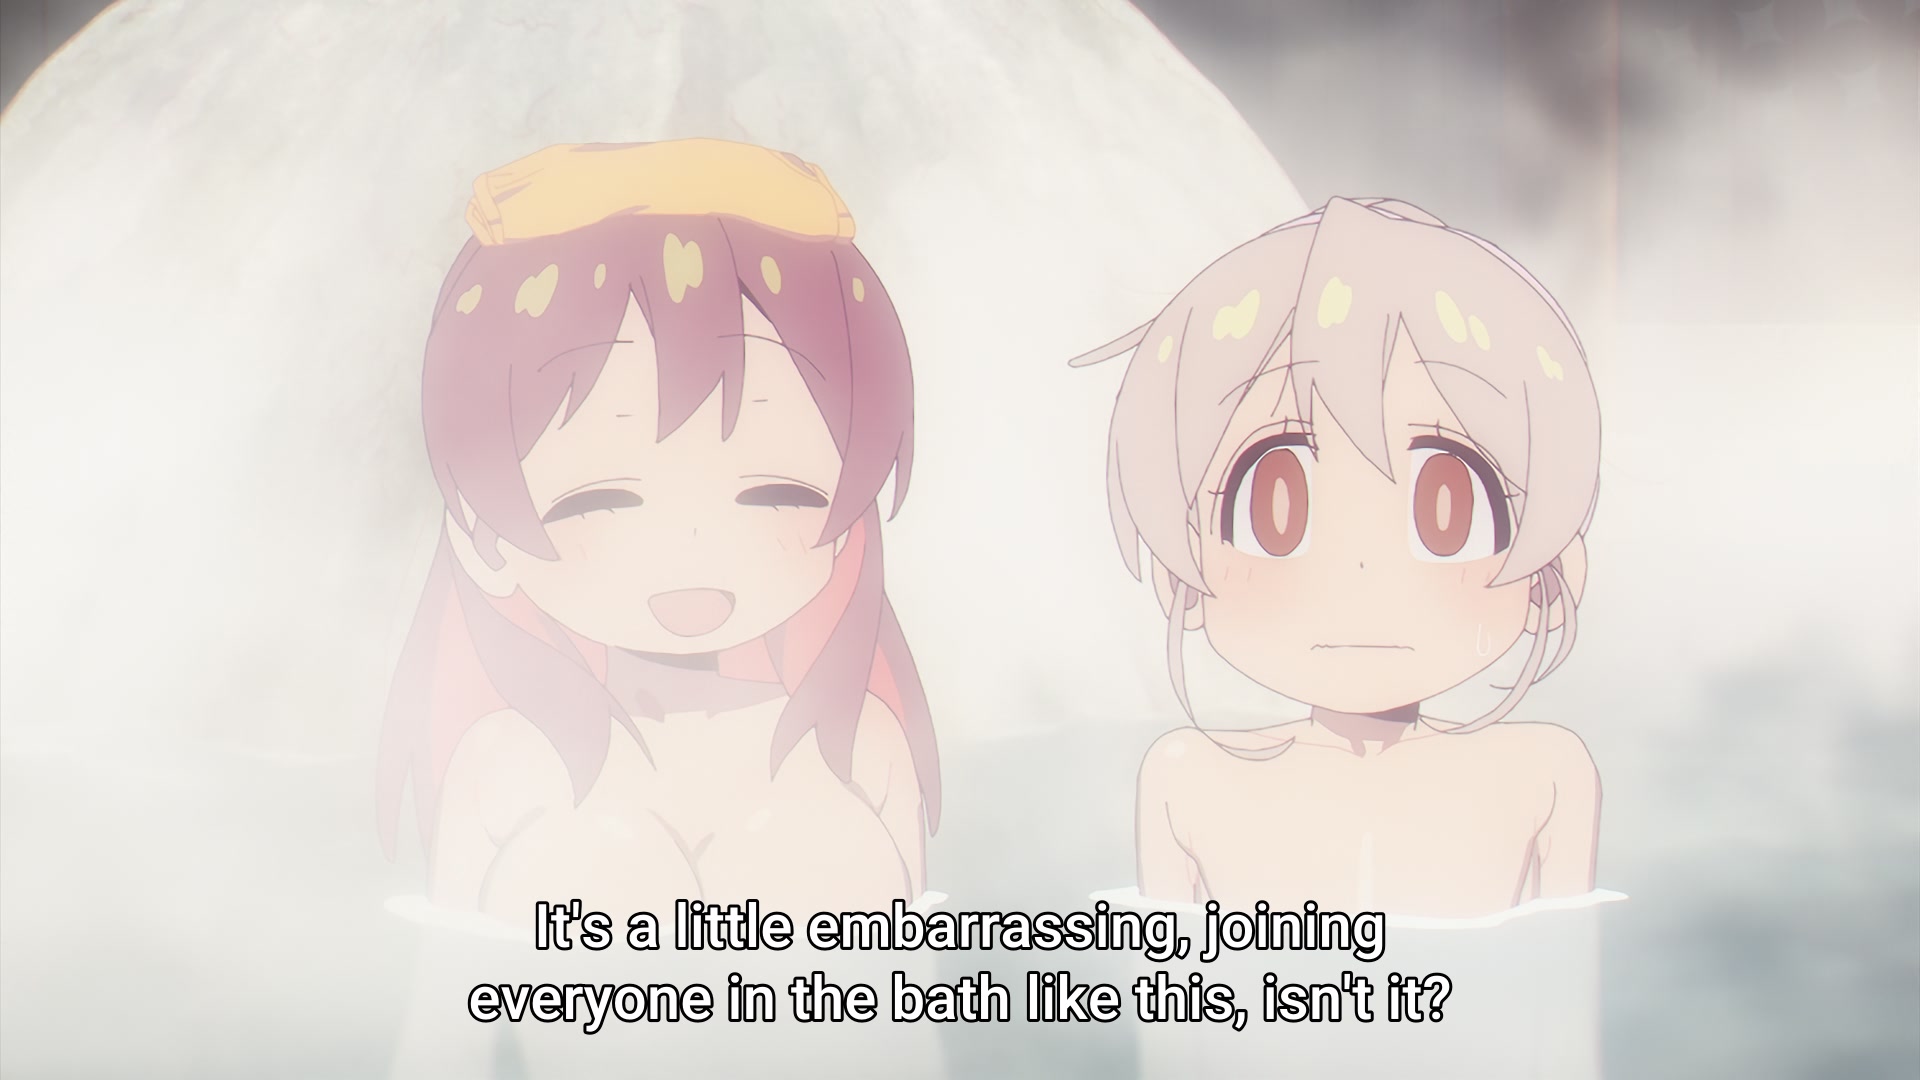 It's a little embarrassing, joining
everyone in the bath like this, isn't it?